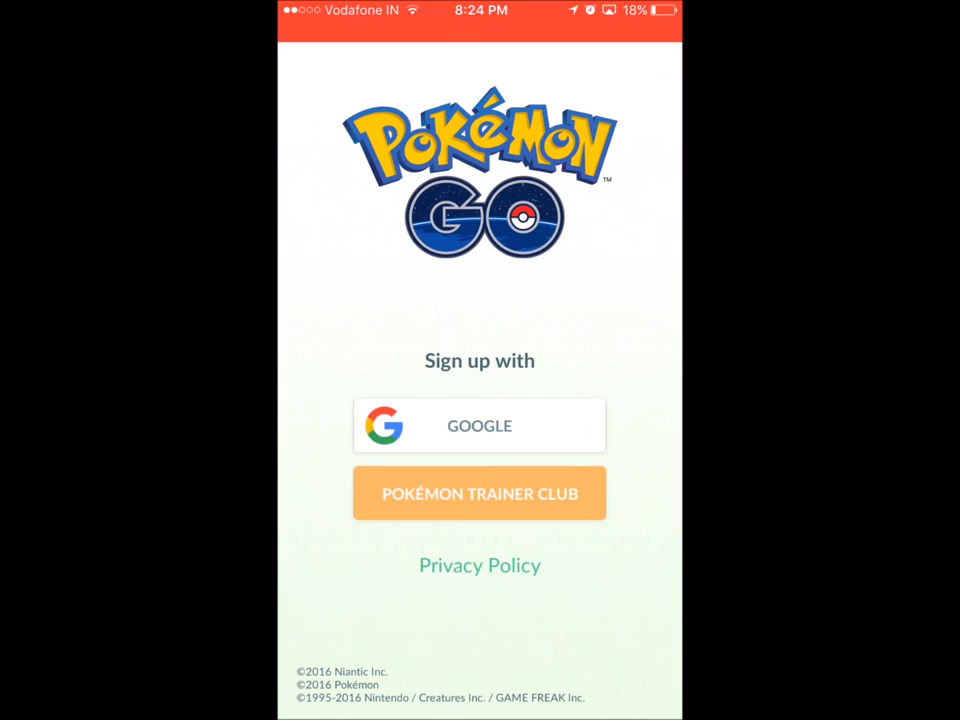 Vodafone IN 8:24 PM 18%
POKéMON
™
GO
Sign up with
G GOOGLE
POKÉMON TRAINER CLUB
Privacy Policy
©2016 Niantic Inc.
©2016 Pokémon
©1995-2016 Nintendo / Creatures Inc. / GAME FREAK Inc.